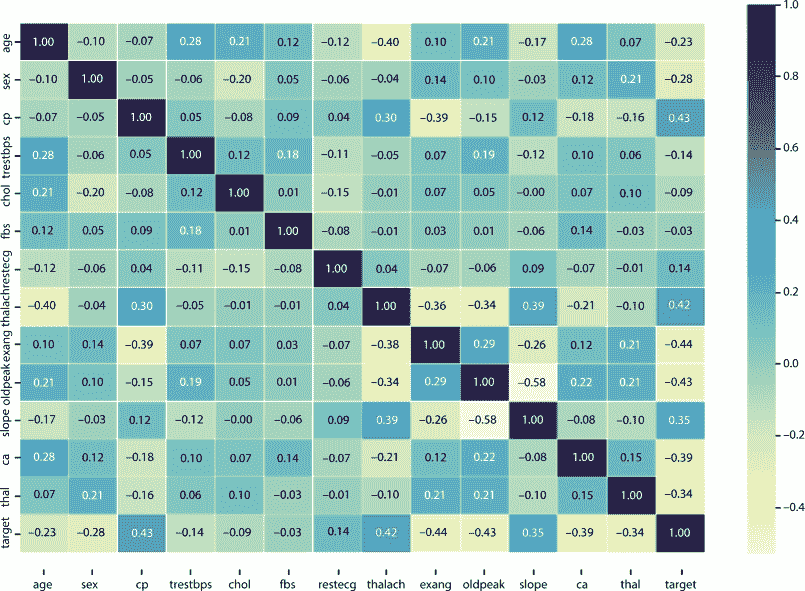 age 1.00 −0.10 −0.07 0.28 0.21 0.12 −0.12 −0.40 0.10 0.21 −0.17 0.28 0.07 −0.23
sex −0.10 1.00 −0.05 −0.06 −0.20 0.05 −0.06 −0.04 0.14 0.10 −0.03 0.12 0.21 −0.28
cp −0.07 −0.05 1.00 0.05 −0.08 0.09 0.04 0.30 −0.39 −0.15 0.12 −0.18 −0.16 0.43
trestbps 0.28 −0.06 0.05 1.00 0.12 0.18 −0.11 −0.05 0.07 0.19 −0.12 0.10 0.06 −0.14
chol 0.21 −0.20 −0.08 0.12 1.00 0.01 −0.15 −0.01 0.07 0.05 −0.00 0.07 0.10 −0.09
fbs 0.12 0.05 0.09 0.18 0.01 1.00 −0.08 −0.01 0.03 0.01 −0.06 0.14 −0.03 −0.03
restecg −0.12 −0.06 0.04 −0.11 −0.15 −0.08 1.00 0.04 −0.07 −0.06 0.09 −0.07 −0.01 0.14
thalach −0.40 −0.04 0.30 −0.05 −0.01 −0.01 0.04 1.00 −0.36 −0.34 0.39 −0.21 −0.10 0.42
exang 0.10 0.14 −0.39 0.07 0.07 0.03 −0.07 −0.38 1.00 0.29 −0.26 0.12 0.21 −0.44
oldpeak 0.21 0.10 −0.15 0.19 0.05 0.01 −0.06 −0.34 0.29 1.00 −0.58 0.22 0.21 −0.43
slope −0.17 −0.03 0.12 −0.12 −0.00 −0.06 0.09 0.39 −0.26 −0.58 1.00 −0.08 −0.10 0.35
ca 0.28 0.12 −0.18 0.10 0.07 0.14 −0.07 −0.21 0.12 0.22 −0.08 1.00 0.15 −0.39
thal 0.07 0.21 −0.16 0.06 0.10 −0.03 −0.01 −0.10 0.21 0.21 −0.10 0.15 1.00 −0.34
target −0.23 −0.28 0.43 −0.14 −0.09 −0.03 0.14 0.42 −0.44 −0.43 0.35 −0.39 −0.34 1.00
age sex cp trestbps chol fbs restecg thalach exang oldpeak slope ca thal target
1.0
0.8
0.6
0.4
0.2
0.0
−0.2
−0.4